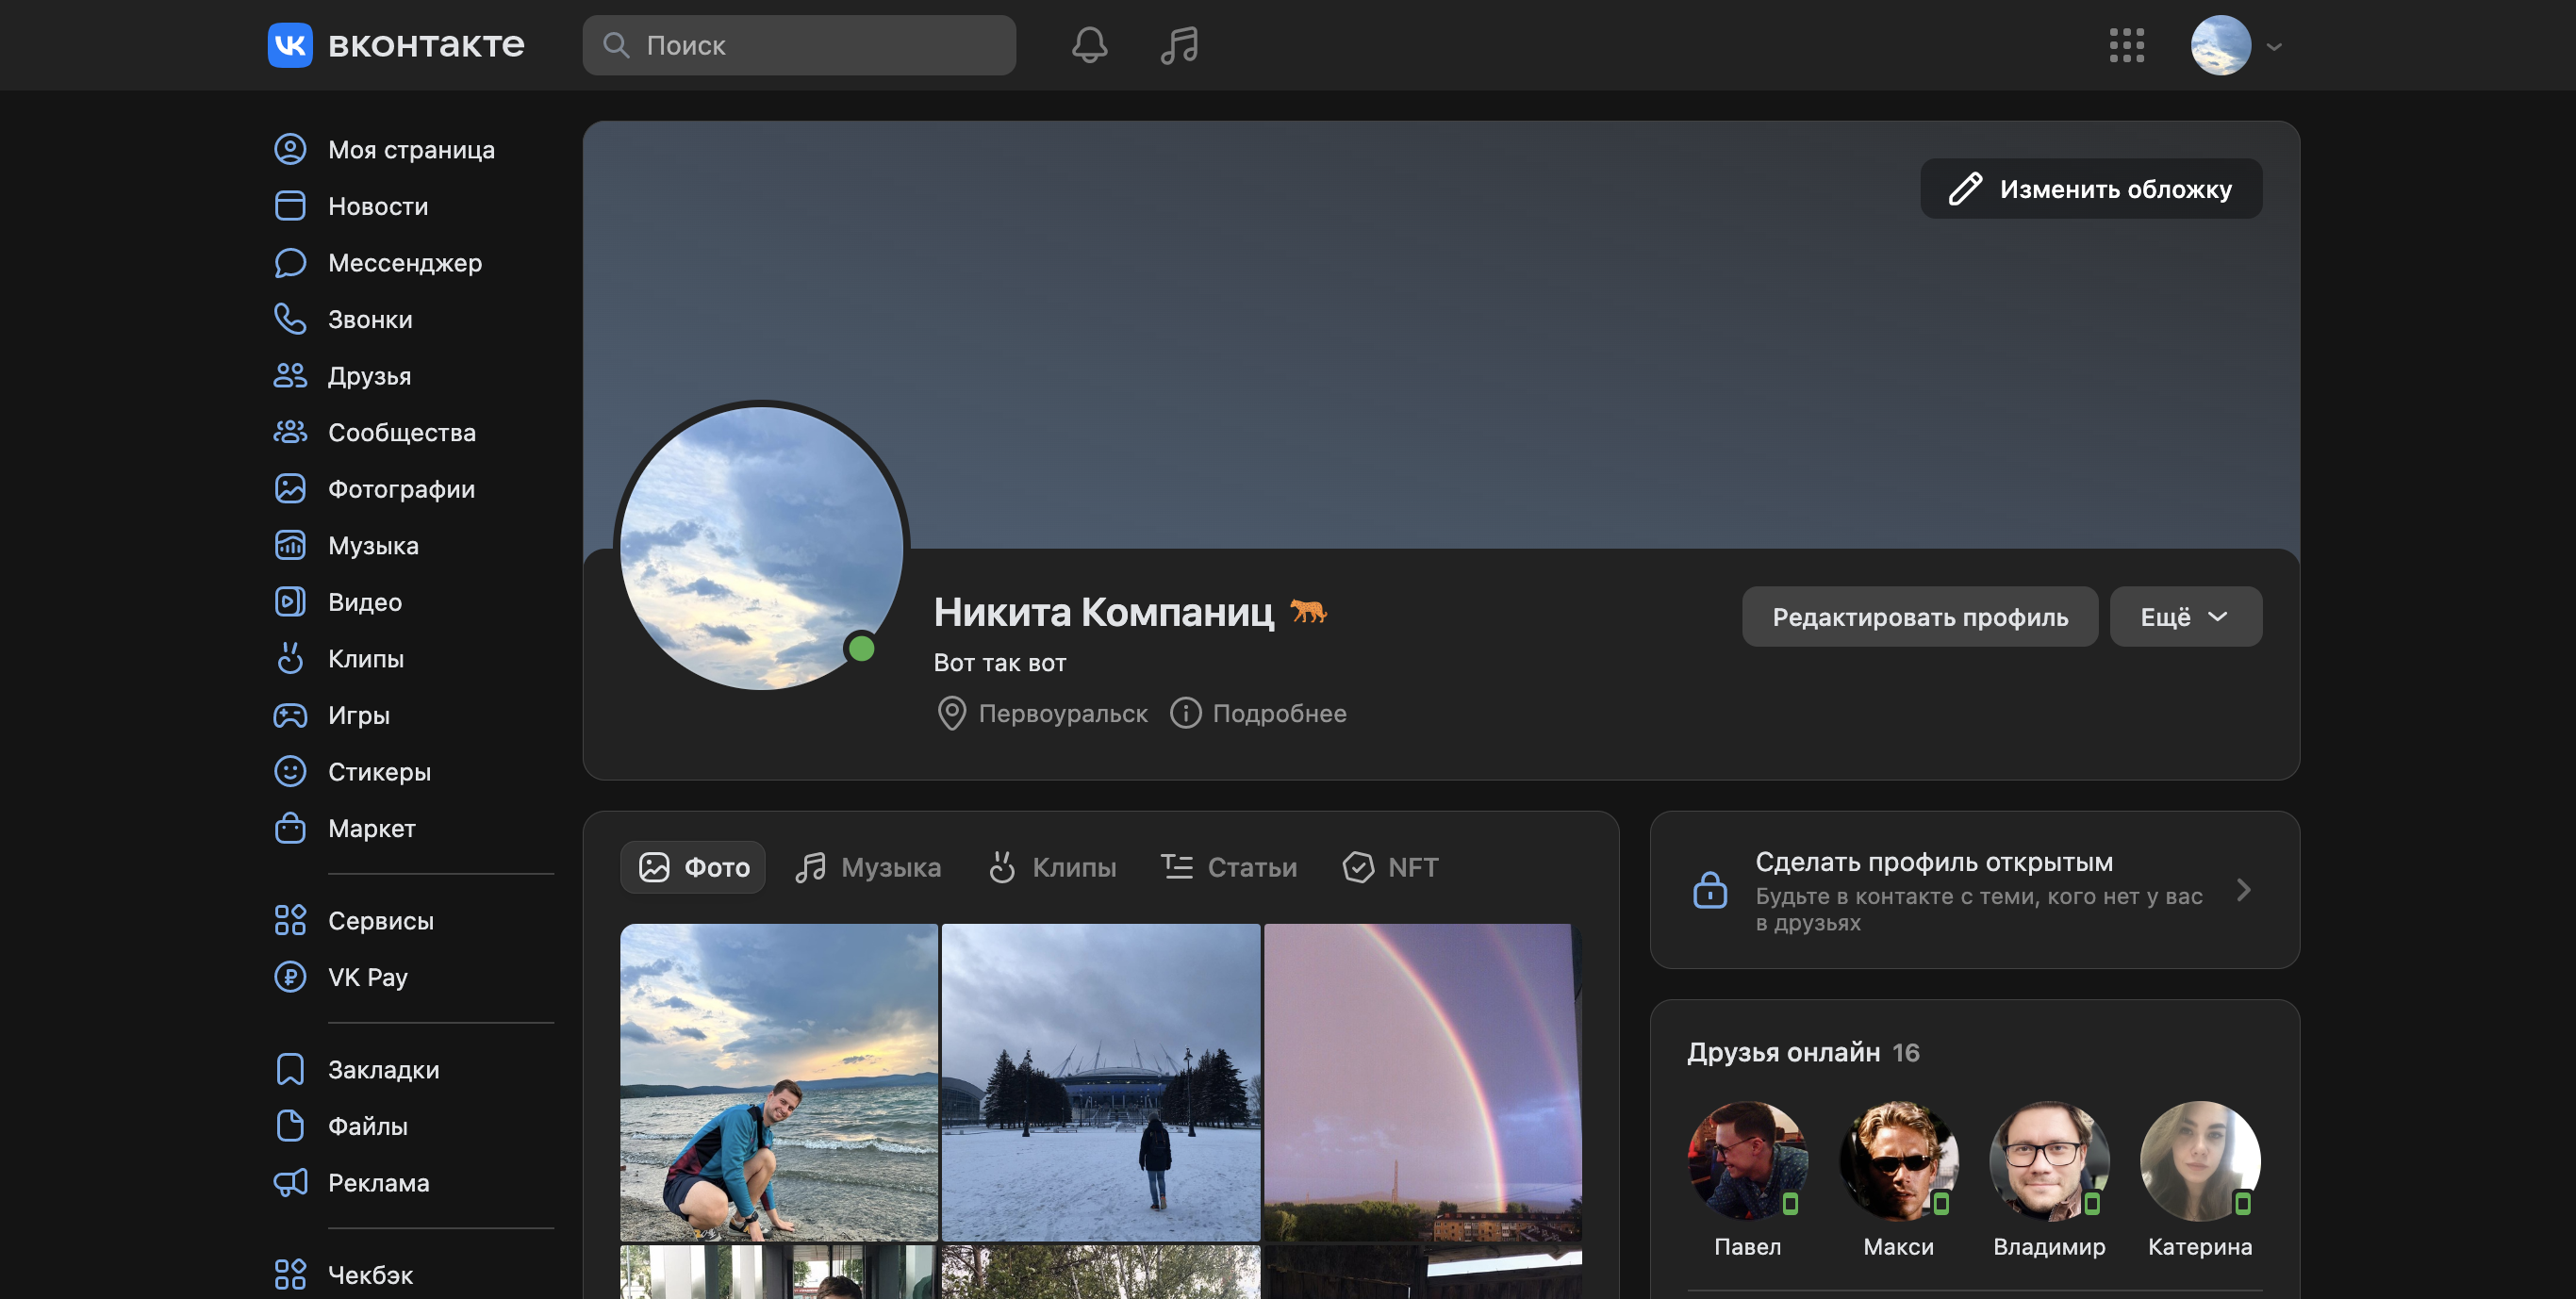 вконтакте
Поиск
Моя страница
Новости
Мессенджер
Звонки
Друзья
Сообщества
Фотографии
Музыка
Видео
Клипы
Игры
Стикеры
Маркет
Сервисы
VK Pay
Закладки
Файлы
Реклама
Чекбэк
Изменить обложку
Никита Компаниц
Вот так вот
Первоуральск Подробнее
Редактировать профиль
Ещё
Фото Музыка Клипы Статьи NFT
Сделать профиль открытым
Будьте в контакте с теми, кого нет у вас
в друзьях
Друзья онлайн 16
Павел Макси Владимир Катерина